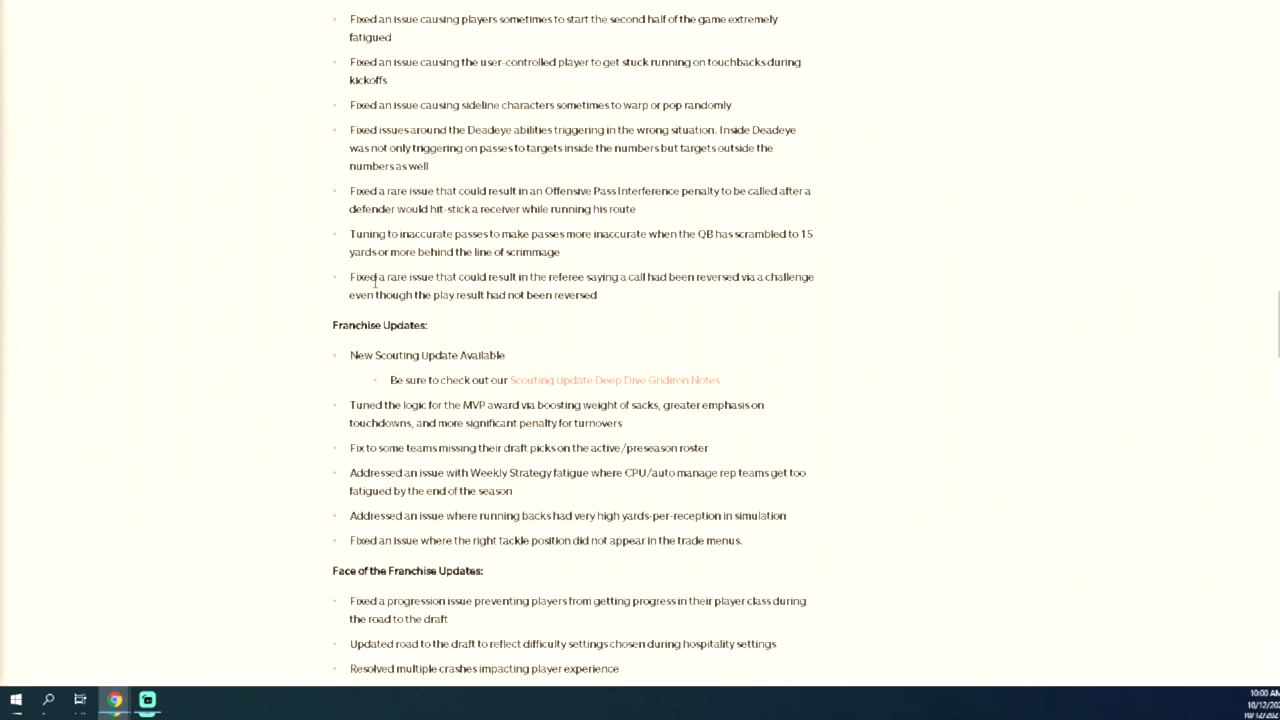 Fixed an issue causing players sometimes to start the second half of the game extremely
fatigued
Fixed an issue causing the user-controlled player to get stuck running on touchbacks during
kickoffs
Fixed an issue causing sideline characters sometimes to warp or pop randomly
Fixed issues around the Deadeye abilities triggering in the wrong situation. Inside Deadeye
was not only triggering on passes to targets inside the numbers but targets outside the
numbers as well
Fixed a rare issue that could result in an Offensive Pass Interference penalty to be called after a
defender would hit-stick a receiver while running his route
Tuning to inaccurate passes to make passes more inaccurate when the QB has scrambled to 15
yards or more behind the line of scrimmage
Fixed a rare issue that could result in the referee saying a call had been reversed via a challenge
even though the play result had not been reversed
Franchise Updates:
New Scouting Update Available
Be sure to check out our Scouting Update Deep Dive Gridiron Notes
Tuned the logic for the MVP award via boosting weight of sacks, greater emphasis on
touchdowns, and more significant penalty for turnovers
Fix to some teams missing their draft picks on the active/preseason roster
Addressed an issue with Weekly Strategy fatigue where CPU/auto manage rep teams get too
fatigued by the end of the season
Addressed an issue where running backs had very high yards-per-reception in simulation
Fixed an issue where the right tackle position did not appear in the trade menus.
Face of the Franchise Updates:
Fixed a progression issue preventing players from getting progress in their player class during
the road to the draft
Updated road to the draft to reflect difficulty settings chosen during hospitality settings
Resolved multiple crashes impacting player experience
10:00 AM
10/12/202